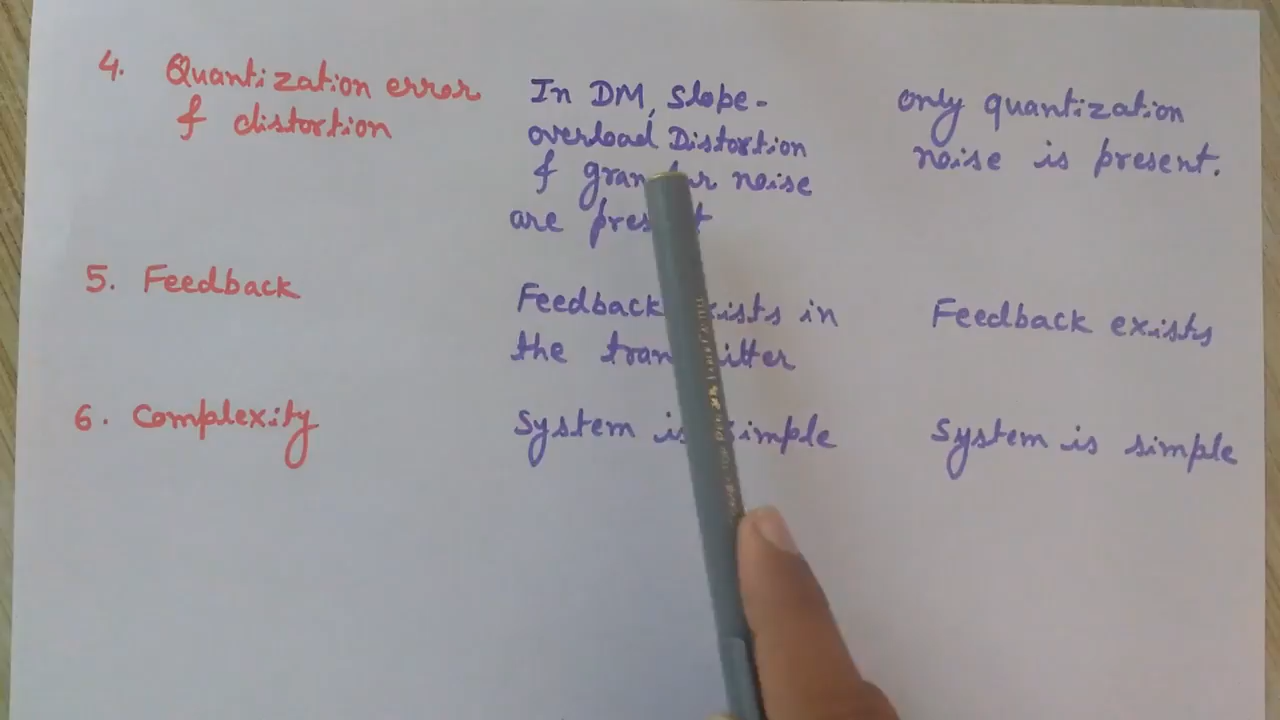 4. Quantization error
& distortion
In DM, Slope-
overload Distortion
& noise
are
only quantization
noise is present.
5. Feedback
Feedback in
the
Feedback exists
6. Complexity
System is simple
System is simple